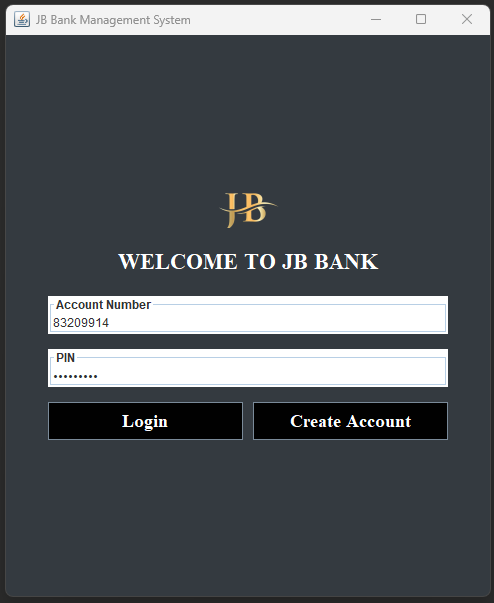 JB Bank Management System
JB
WELCOME TO JB BANK
Account Number
83209914
PIN
•••••••••
Login
Create Account